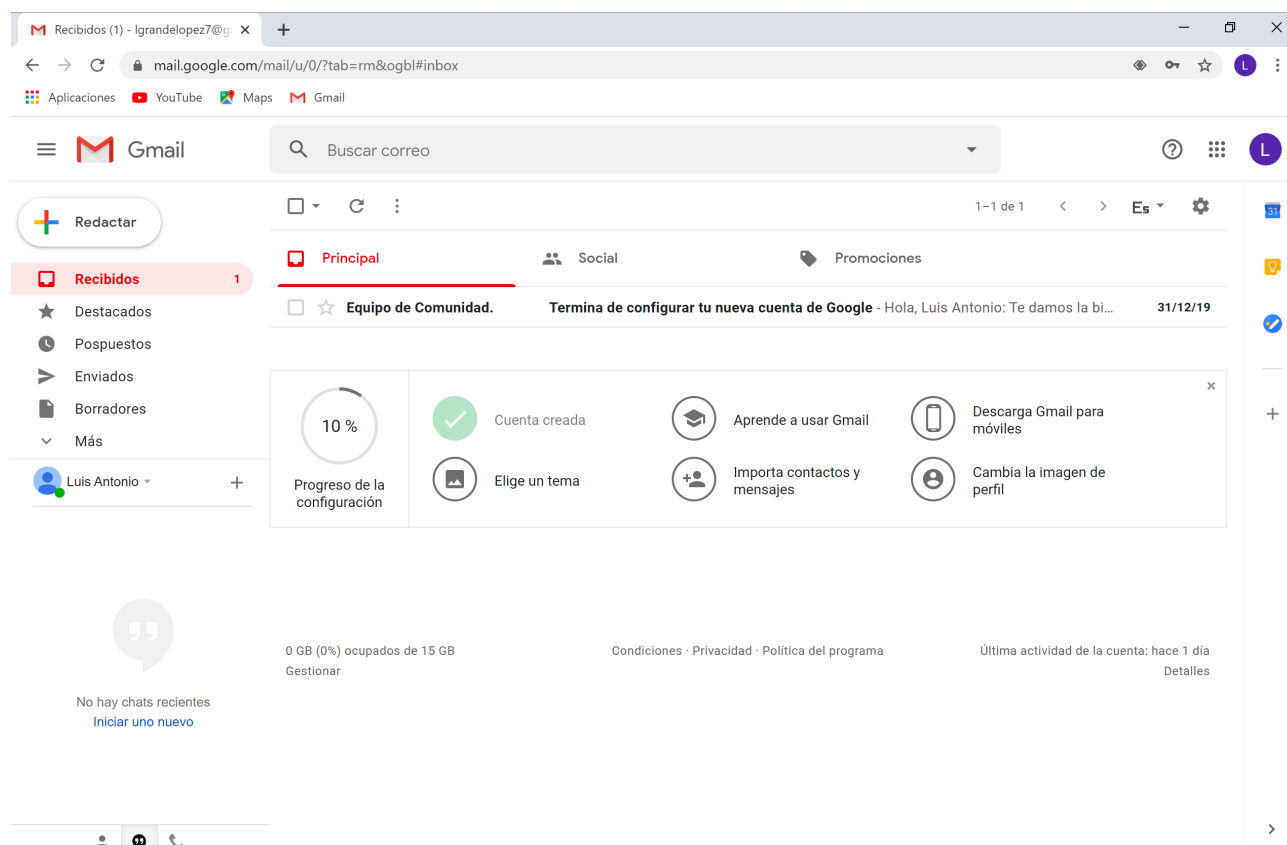 Recibidos (1) - lgrandelopez7@g
mail.google.com/mail/u/0/?tab=rm&ogbl#inbox
L
Aplicaciones YouTube Maps Gmail
Gmail
Buscar correo
L
Redactar
1–1 de 1
Es
31
Principal
Social
Promociones
Recibidos 1
Equipo de Comunidad. Termina de configurar tu nueva cuenta de Google - Hola, Luis Antonio: Te damos la bi... 31/12/19
Destacados
Pospuestos
Enviados
Borradores
Más
Luis Antonio
10 %
Progreso de la
configuración
Cuenta creada
Aprende a usar Gmail
Descarga Gmail para
móviles
Elige un tema
Importa contactos y
mensajes
Cambia la imagen de
perfil
0 GB (0%) ocupados de 15 GB
Gestionar
Condiciones · Privacidad · Política del programa
Última actividad de la cuenta: hace 1 día
Detalles
No hay chats recientes
Iniciar uno nuevo